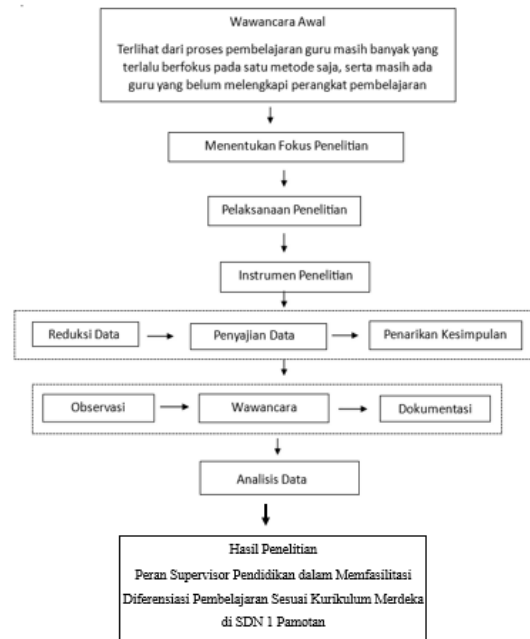 Wawancara Awal
Terlihat dari proses pembelajaran guru masih banyak yang
terlalu berfokus pada satu metode saja, serta masih ada
guru yang belum melengkapi perangkat pembelajaran
Menentukan Fokus Penelitian
Pelaksanaan Penelitian
Instrumen Penelitian
Reduksi Data
Penyajian Data
Penarikan Kesimpulan
Observasi
Wawancara
Dokumentasi
Analisis Data
Hasil Penelitian
Peran Supervisor Pendidikan dalam Memfasilitasi
Diferensiasi Pembelajaran Sesuai Kurikulum Merdeka
di SDN 1 Pamotan